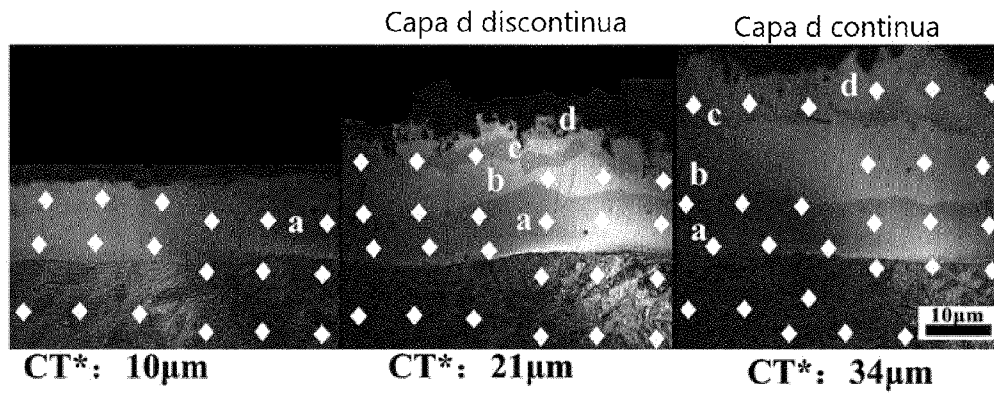 Capa d discontinua
Capa d continua
a
d
c
b
a
d
c
b
a
10μm
CT*: 10μm
CT*: 21μm
CT*: 34μm